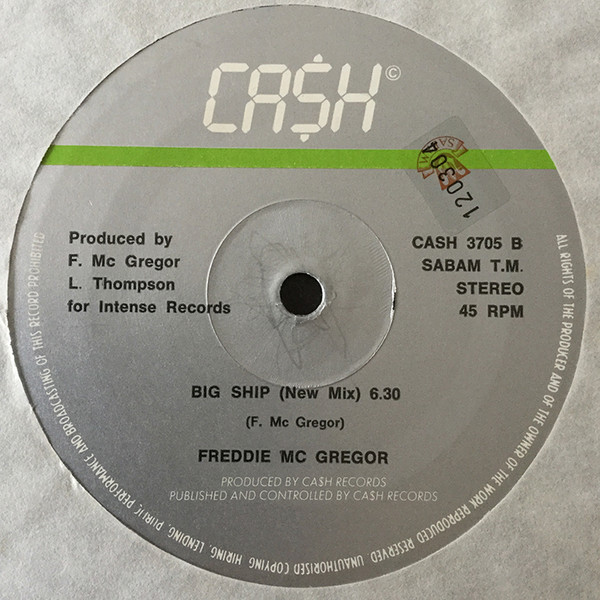 CA$H©
12030
Produced by
F. Mc Gregor
L. Thompson
for Intense Records
CASH 3705 B
SABAM T.M.
STEREO
45 RPM
BIG SHIP (New Mix) 6.30
(F. Mc Gregor)
FREDDIE MC GREGOR
PRODUCED BY CA$H RECORDS
PUBLISHED AND CONTROLLED BY CA$H RECORDS
ALL RIGHTS OF THE PRODUCER AND OF THE OWNER OF THE WORK REPRODUCED RESERVED. UNAUTHORISED COPYING, HIRING, LENDING, PUBLIC PERFORMANCE AND BROADCASTING OF THIS RECORD PROHIBITED